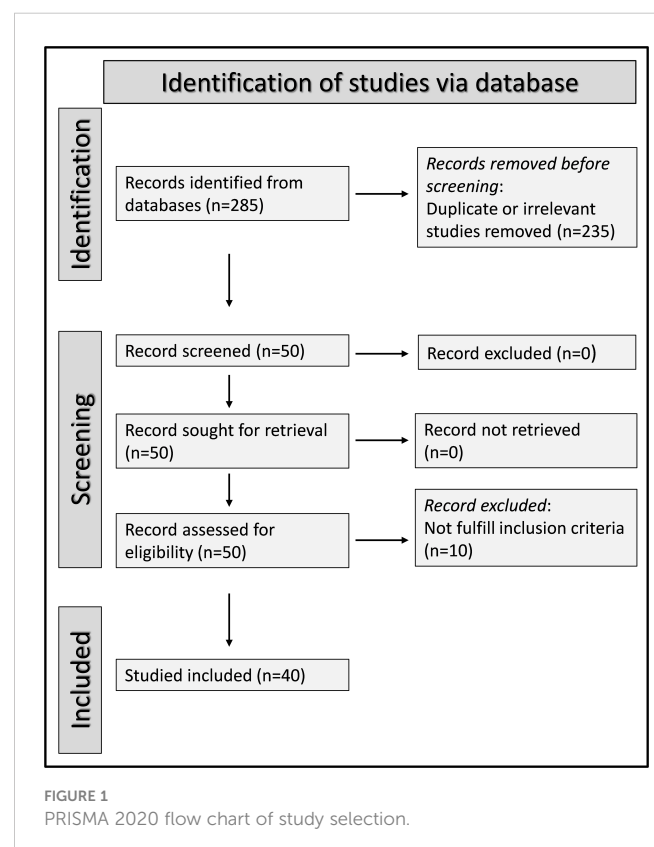 Identification of studies via database
Identification
Records identified from
databases (n=285)
Records removed before
screening:
Duplicate or irrelevant
studies removed (n=235)
Screening
Record screened (n=50)
Record excluded (n=0)
Record sought for retrieval
(n=50)
Record not retrieved
(n=0)
Record assessed for
eligibility (n=50)
Record excluded:
Not fulfill inclusion criteria
(n=10)
Included
Studied included (n=40)
FIGURE 1
PRISMA 2020 flow chart of study selection.